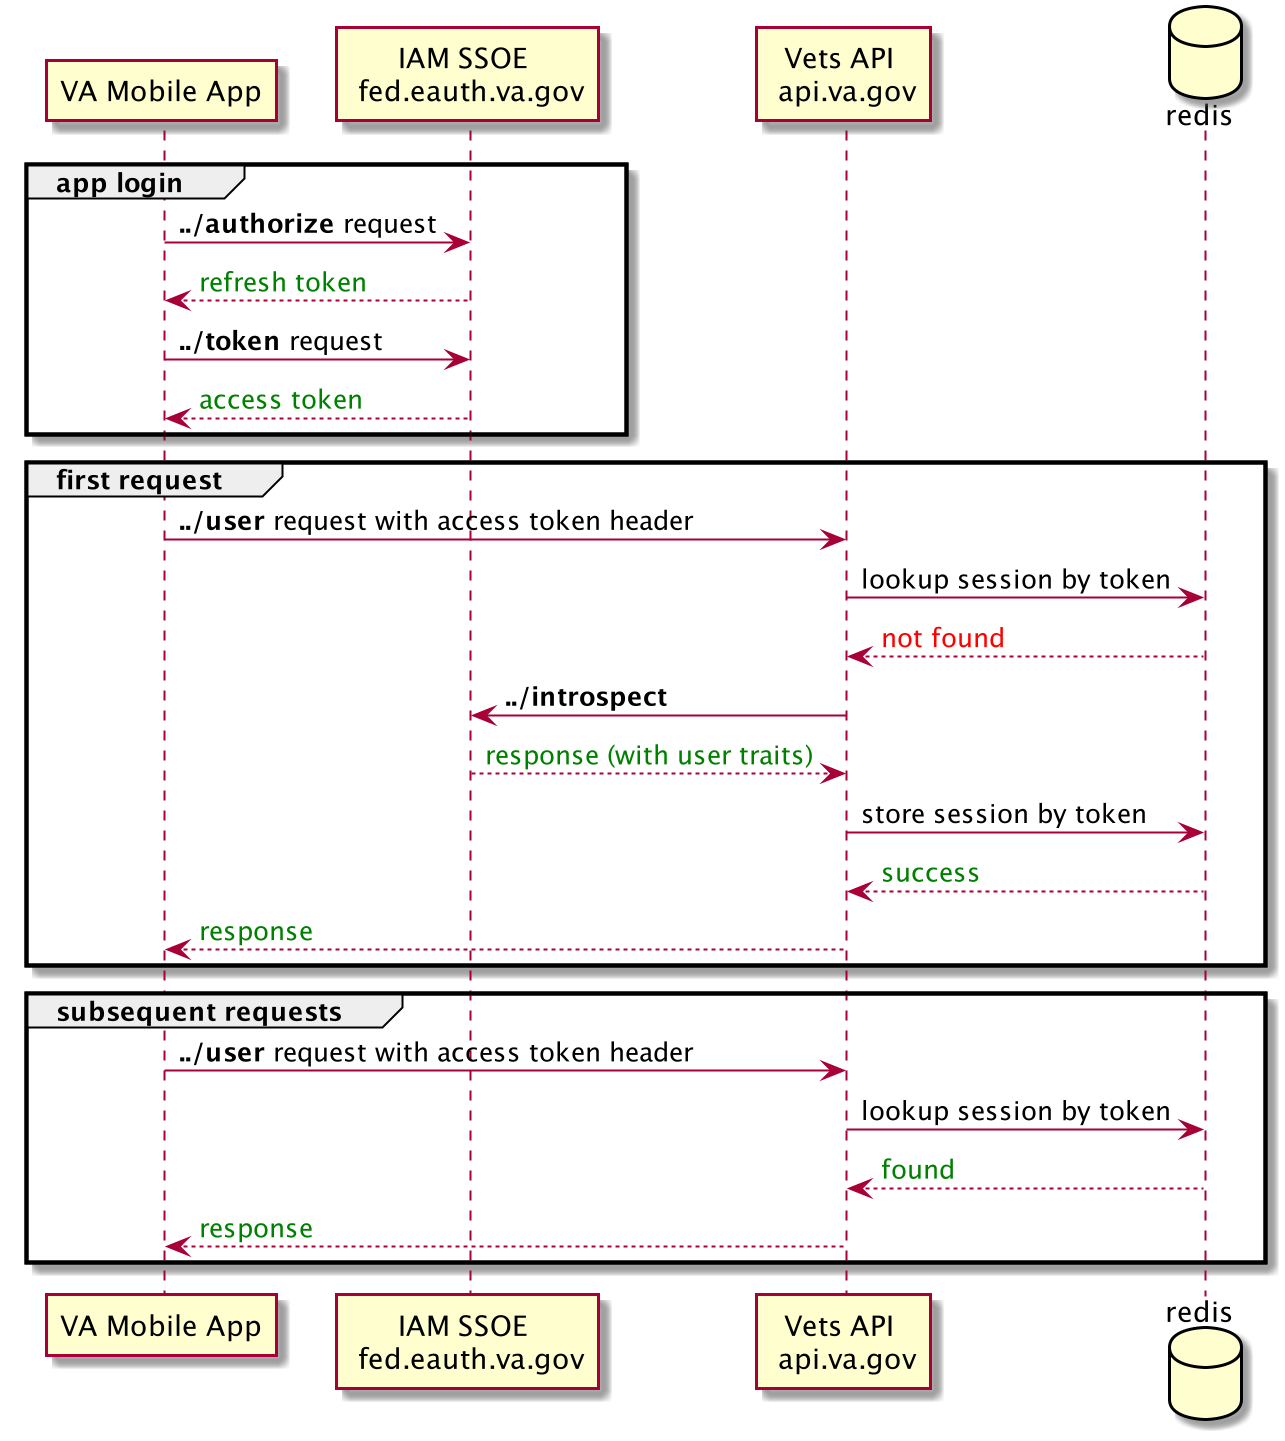 VA Mobile App
IAM SSOE
fed.eauth.va.gov
Vets API
api.va.gov
redis
app login
../authorize request
refresh token
../token request
access token
first request
../user request with access token header
lookup session by token
not found
../introspect
response (with user traits)
store session by token
success
response
subsequent requests
../user request with access token header
lookup session by token
found
response
VA Mobile App
IAM SSOE
fed.eauth.va.gov
Vets API
api.va.gov
redis